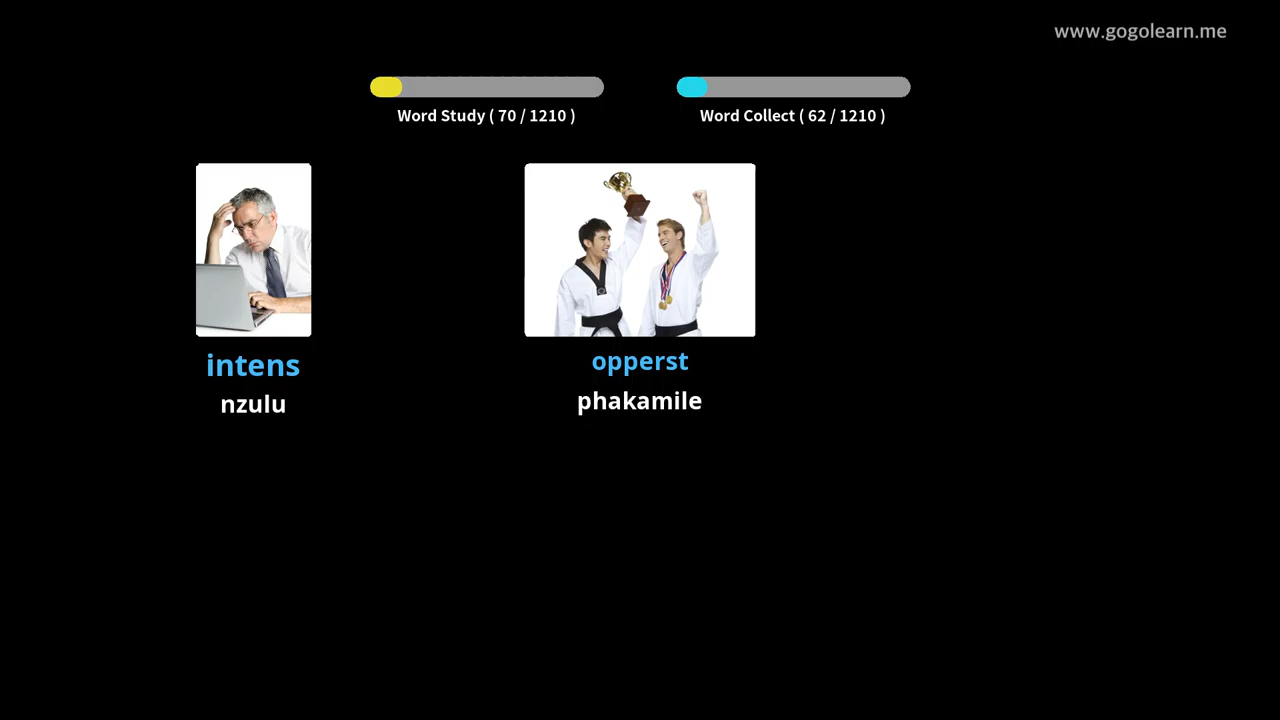 www.gogolearn.me
Word Study ( 70 / 1210 )
Word Collect ( 62 / 1210 )
intens
nzulu
opperst
phakamile